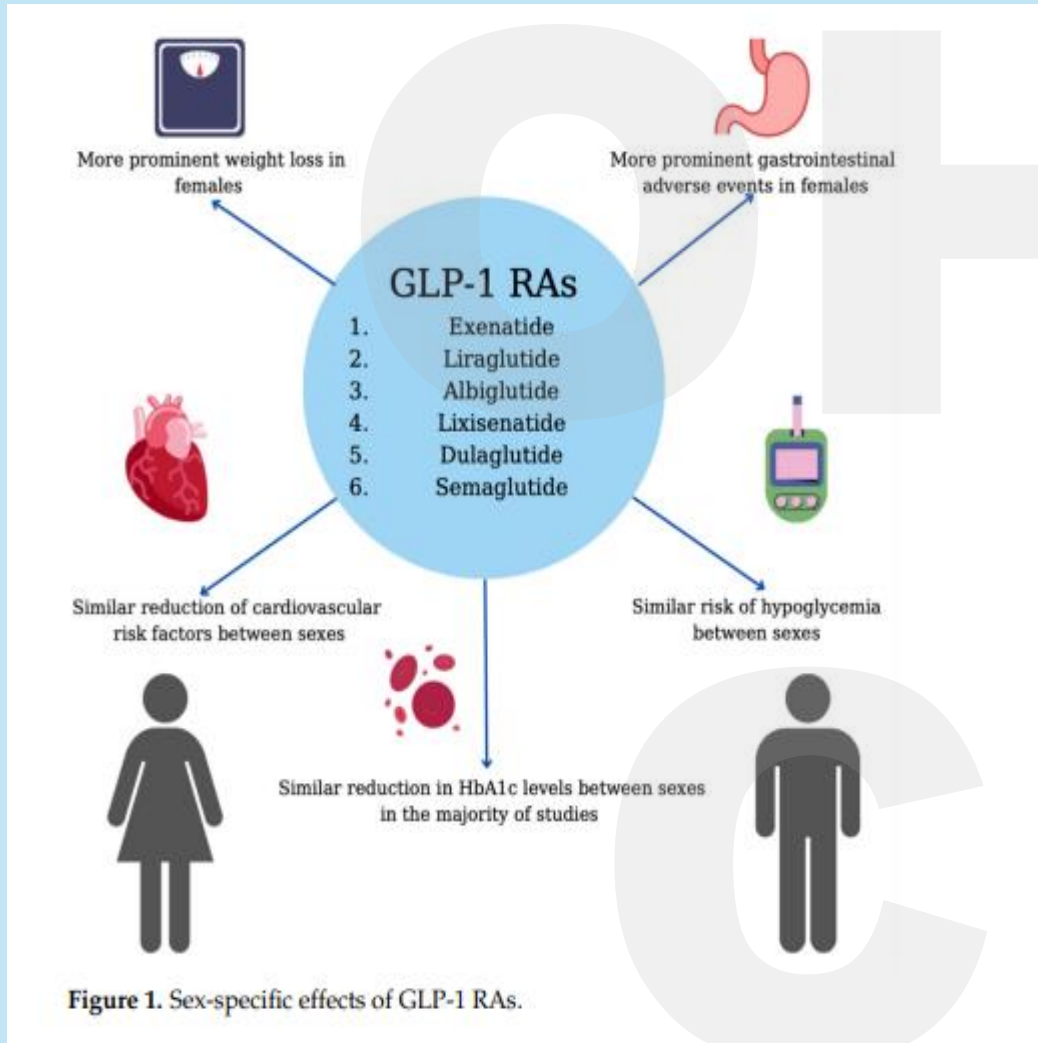 More prominent weight loss in
females
More prominent gastrointestinal
adverse events in females
GLP-1 RAs
1. Exenatide
2. Liraglutide
3. Albiglutide
4. Lixisenatide
5. Dulaglutide
6. Semaglutide
Similar reduction of cardiovascular
risk factors between sexes
Similar risk of hypoglycemia
between sexes
Similar reduction in HbA1c levels between sexes
in the majority of studies
Figure 1. Sex-specific effects of GLP-1 RAs.